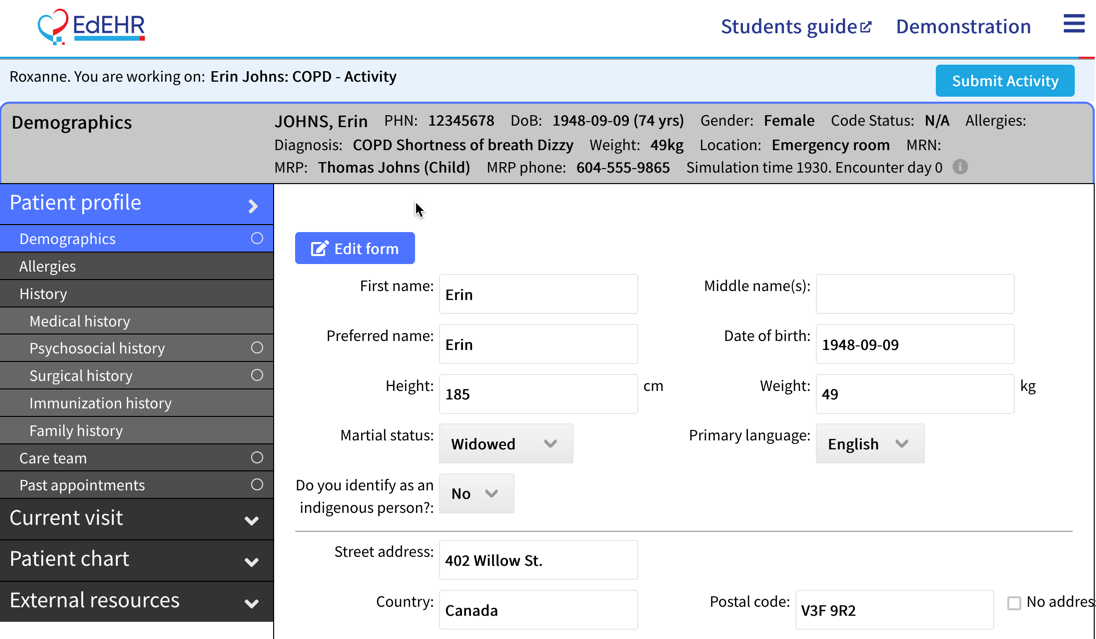 EdEHR
Students guide
Demonstration
Roxanne. You are working on: Erin Johns: COPD - Activity
Submit Activity
Demographics
JOHNS, Erin PHN: 12345678 DoB: 1948-09-09 (74 yrs) Gender: Female Code Status: N/A Allergies:
Diagnosis: COPD Shortness of breath Dizzy Weight: 49kg Location: Emergency room MRN:
MRP: Thomas Johns (Child) MRP phone: 604-555-9865 Simulation time 1930. Encounter day 0
Patient profile
Demographics
Allergies
History
Medical history
Psychosocial history
Surgical history
Immunization history
Family history
Care team
Past appointments
Current visit
Patient chart
External resources
Edit form
First name: Erin Middle name(s):
Preferred name: Erin Date of birth: 1948-09-09
Height: 185 cm Weight: 49 kg
Martial status: Widowed Primary language: English
Do you identify as an
indigenous person?: No
Street address: 402 Willow St.
Country: Canada Postal code: V3F 9R2 No addres